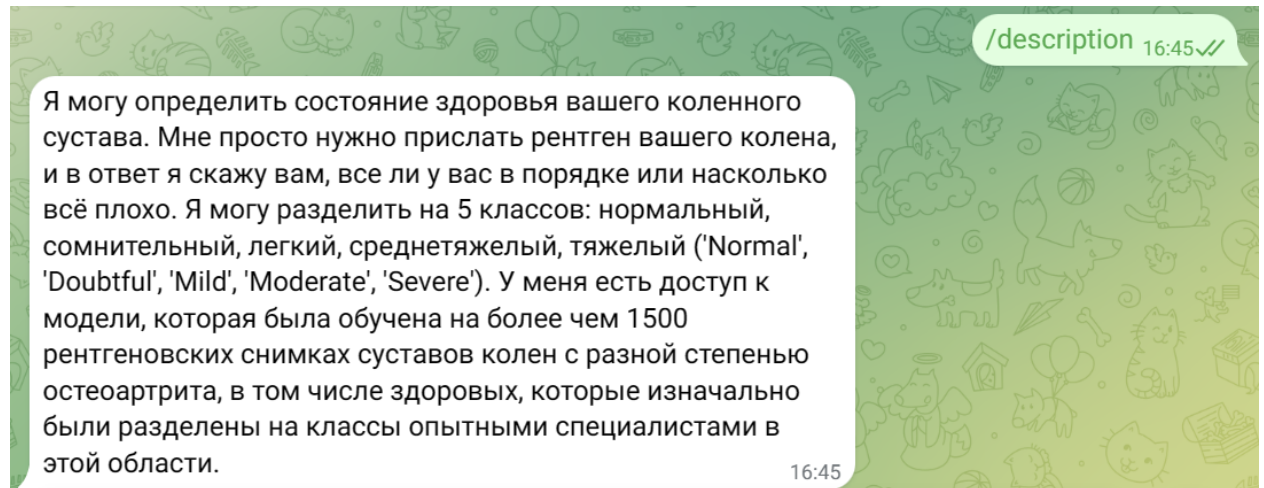 /description 16:45
Я могу определить состояние здоровья вашего коленного
сустава. Мне просто нужно прислать рентген вашего колена,
и в ответ я скажу вам, все ли у вас в порядке или насколько
всё плохо. Я могу разделить на 5 классов: нормальный,
сомнительный, легкий, среднетяжелый, тяжелый ('Normal',
'Doubtful', 'Mild', 'Moderate', 'Severe'). У меня есть доступ к
модели, которая была обучена на более чем 1500
рентгеновских снимках суставов колен с разной степенью
остеоартрита, в том числе здоровых, которые изначально
были разделены на классы опытными специалистами в
этой области.
16:45